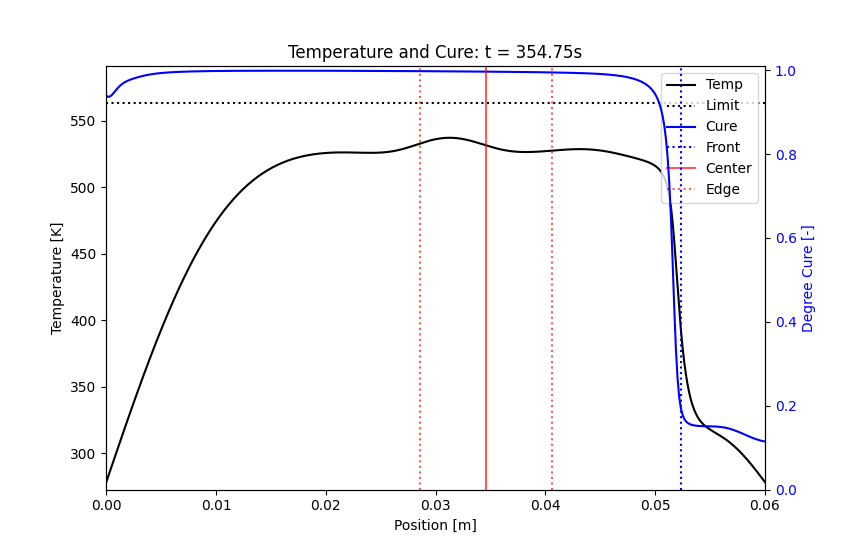 Temperature and Cure: t = 354.75s
Temp
Limit
Cure
Front
Center
Edge
Temperature [K]
550
500
450
400
350
300
1.0
0.8
0.6
0.4
0.2
0.0
Degree Cure [-]
0.00 0.01 0.02 0.03 0.04 0.05 0.06
Position [m]